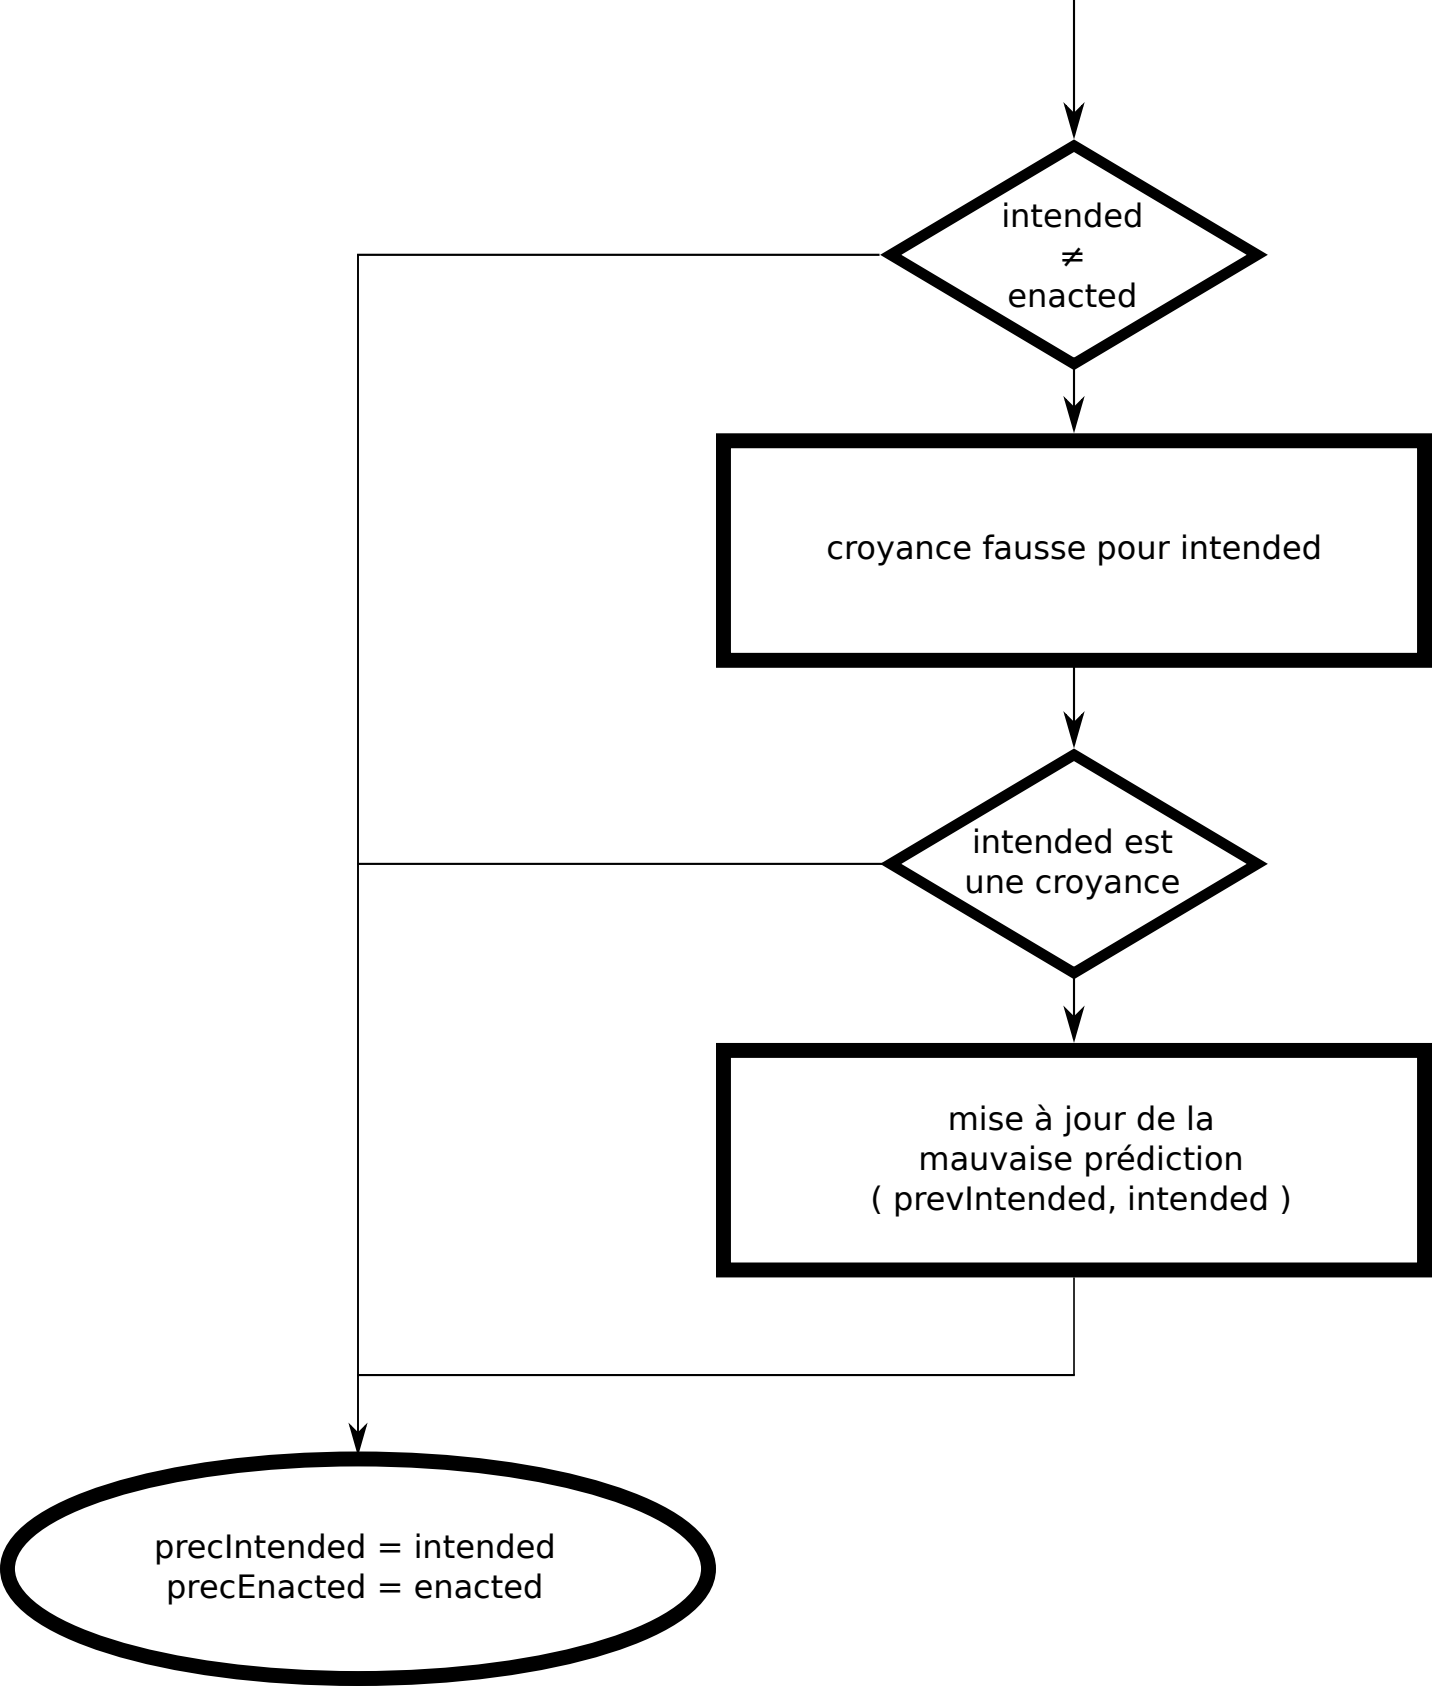 intended
≠
enacted
croyance fausse pour intended
intended est
une croyance
mise à jour de la
mauvaise prédiction
( prevIntended, intended )
precIntended = intended
precEnacted = enacted